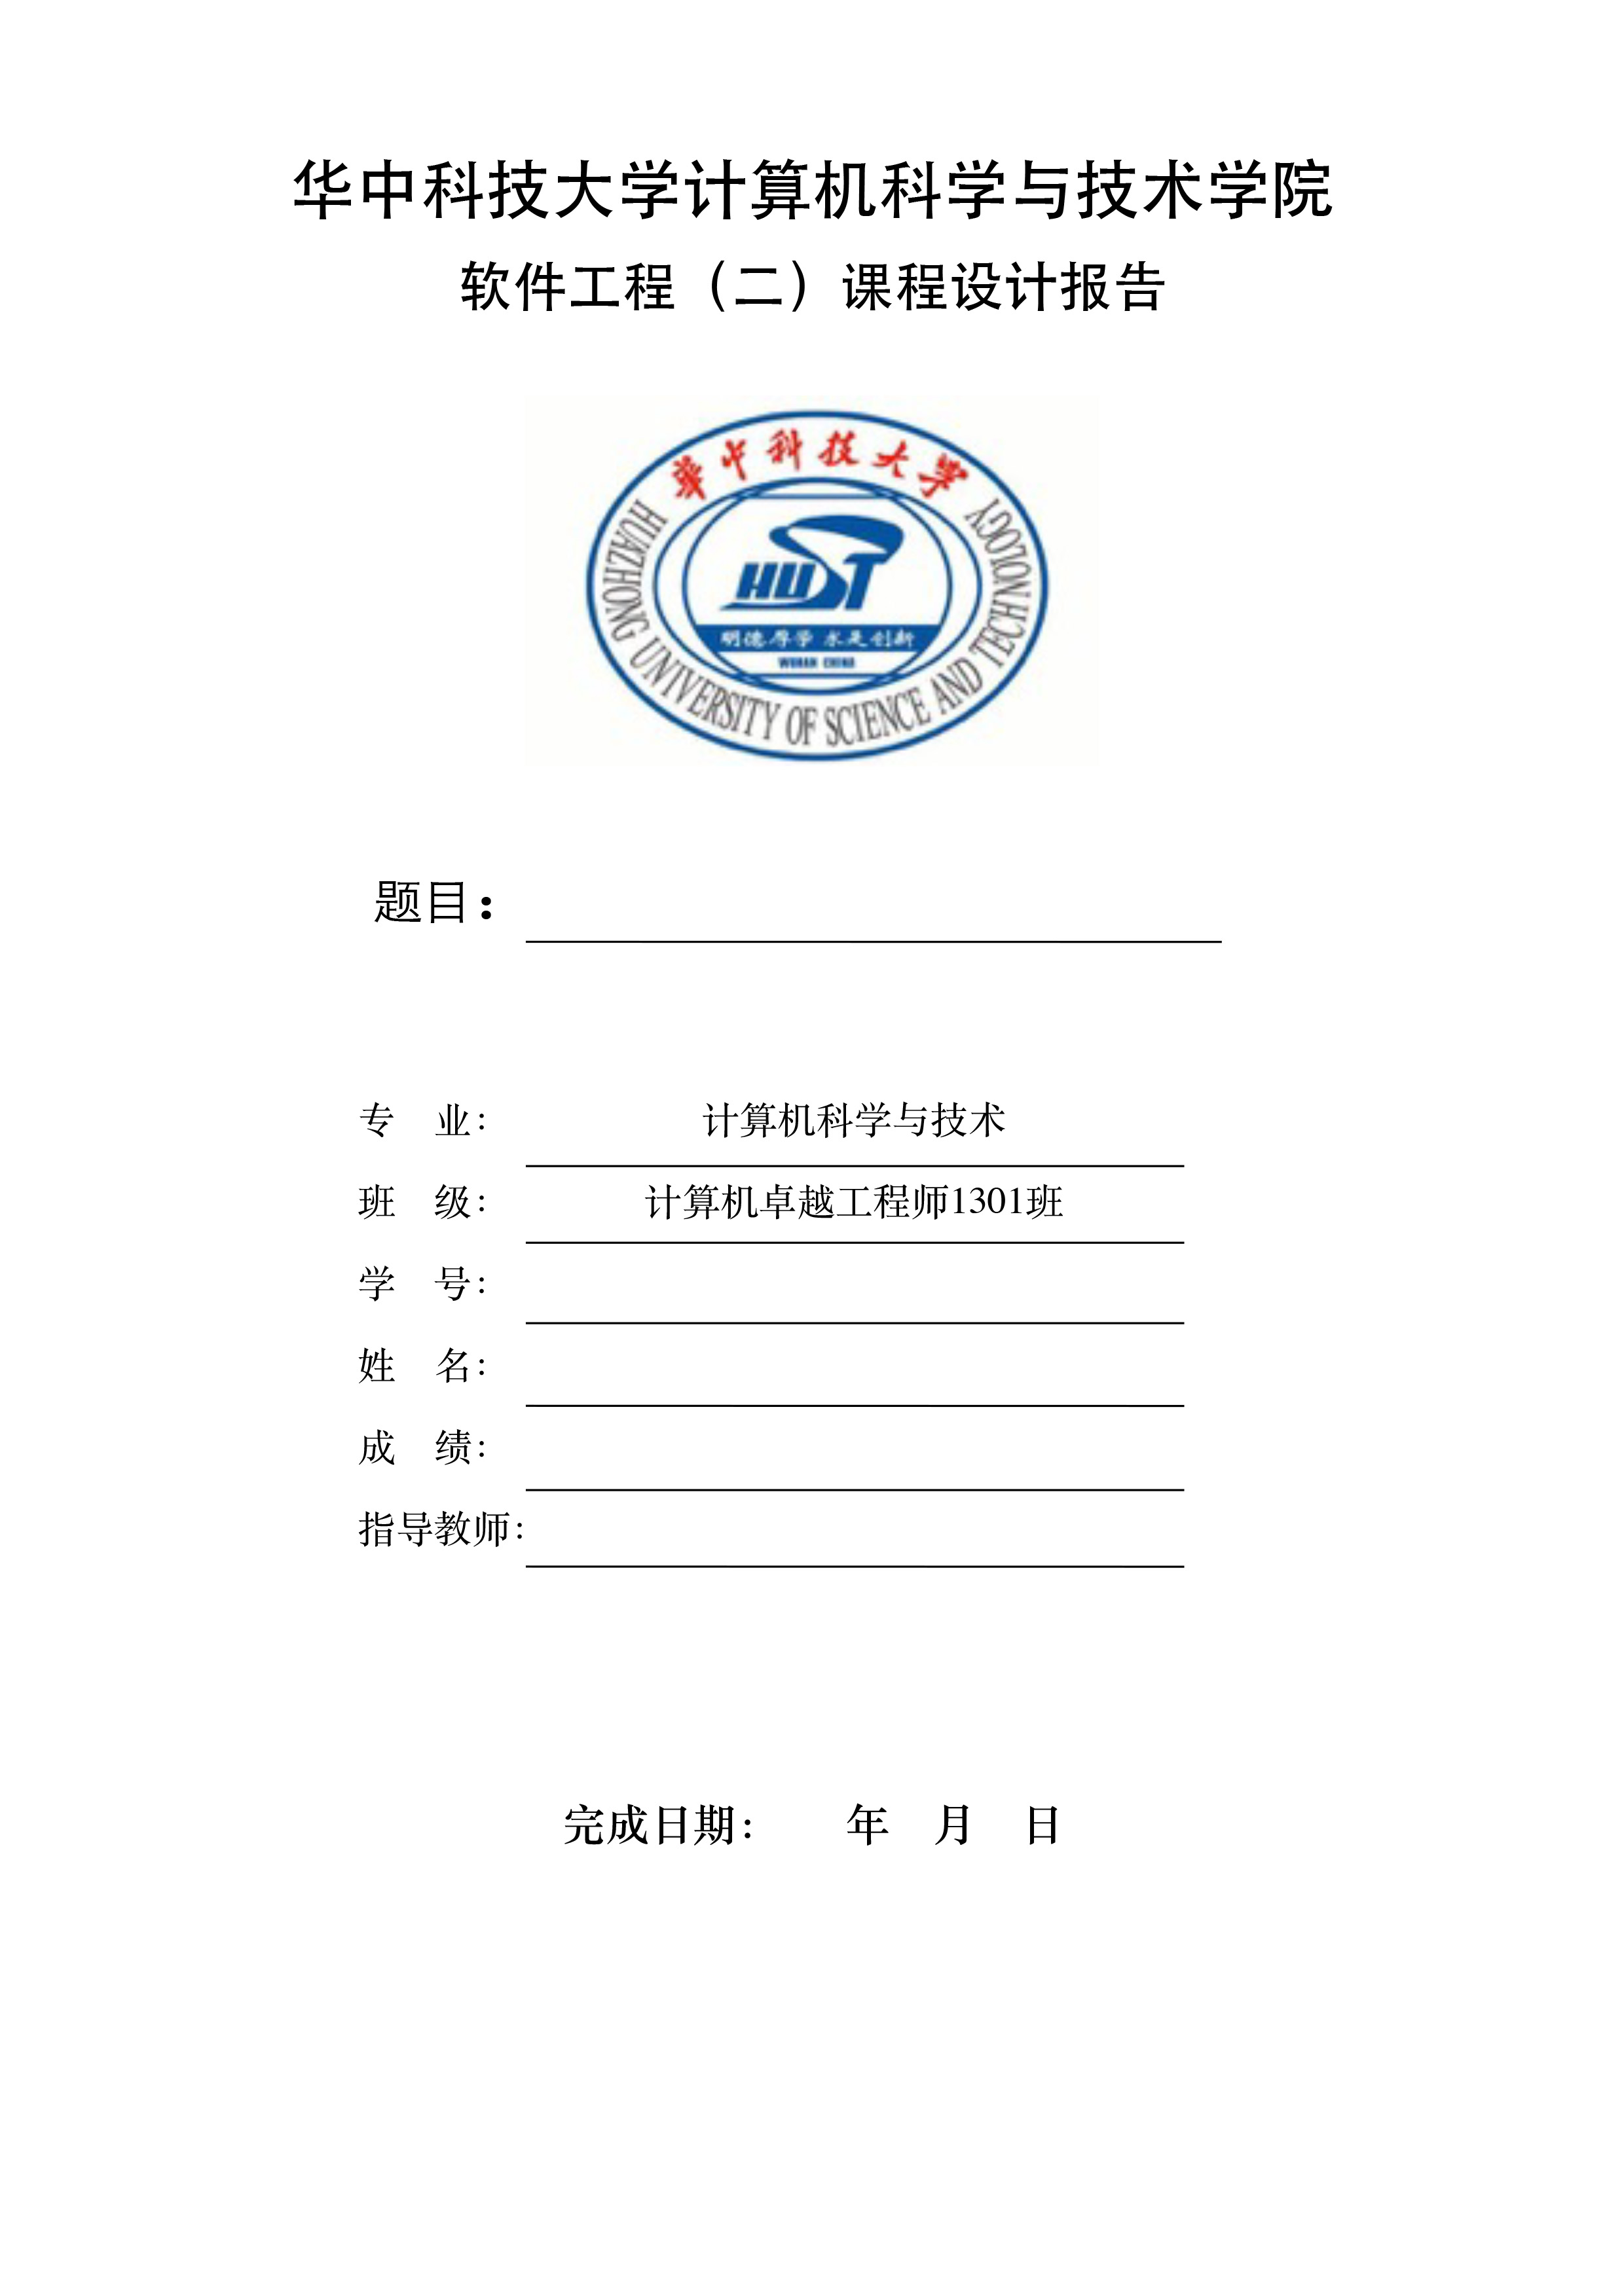 华中科技大学计算机科学与技术学院
软件工程（二）课程设计报告
華中科技大学
HUAZHONG UNIVERSITY OF SCIENCE AND TECHNOLOGY
HUST
明德厚学 求是创新
WUHAN CHINA
题目：
专 业： 计算机科学与技术
班 级： 计算机卓越工程师1301班
学 号：
姓 名：
成 绩：
指导教师：
完成日期： 年 月 日